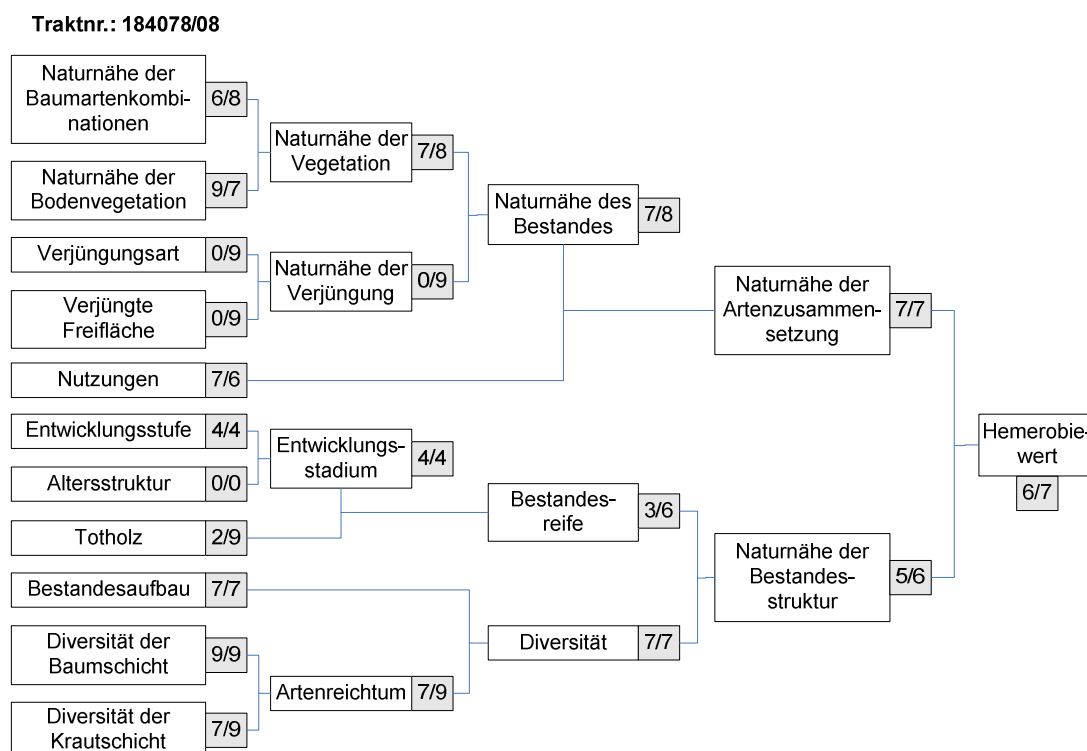 Traktnr.: 184078/08
Naturnähe der
Baumartenkombi-
nationen
6/8
Naturnähe der
Bodenvegetation
9/7
Verjüngungsart
0/9
Verjüngte
Freifläche
0/9
Nutzungen
7/6
Entwicklungsstufe
4/4
Altersstruktur
0/0
Totholz
2/9
Bestandesaufbau
7/7
Diversität der
Baumschicht
9/9
Diversität der
Krautschicht
7/9
Naturnähe der
Vegetation
7/8
Naturnähe der
Verjüngung
0/9
Entwicklungs-
stadium
4/4
Artenreichtum
7/9
Naturnähe des
Bestandes
7/8
Bestandes-
reife
3/6
Diversität
7/7
Naturnähe der
Artenzusammen-
setzung
7/7
Naturnähe der
Bestandes-
struktur
5/6
Hemerobie-
wert
6/7